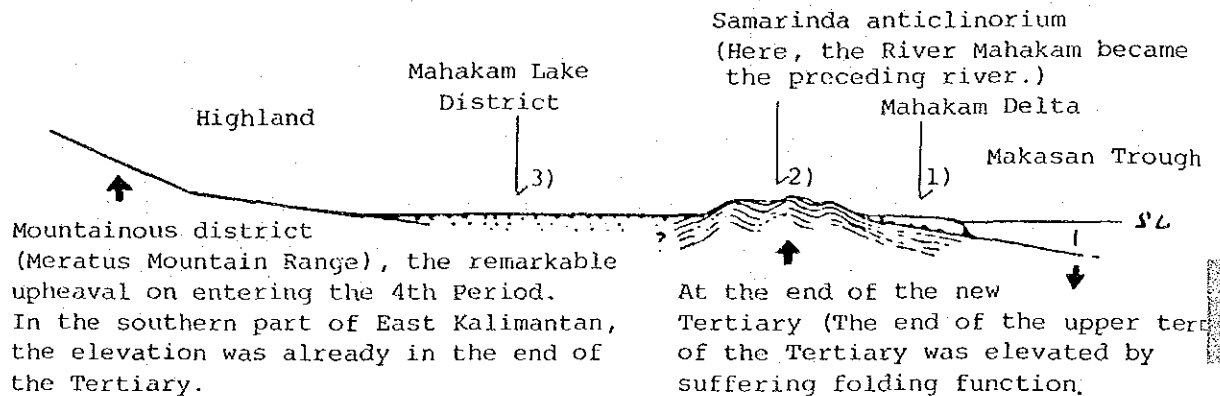 Samarinda anticlinorium
(Here, the River Mahakam became
the preceding river.)
Mahakam Lake
District
Mahakam Delta
Highland
Makasan Trough
3)
2)
1)
SL
Mountainous district
(Meratus Mountain Range), the remarkable
upheaval on entering the 4th Period.
In the southern part of East Kalimantan,
the elevation was already in the end of
the Tertiary.
?
At the end of the new
Tertiary (The end of the upper
of the Tertiary was elevated by
suffering folding function.